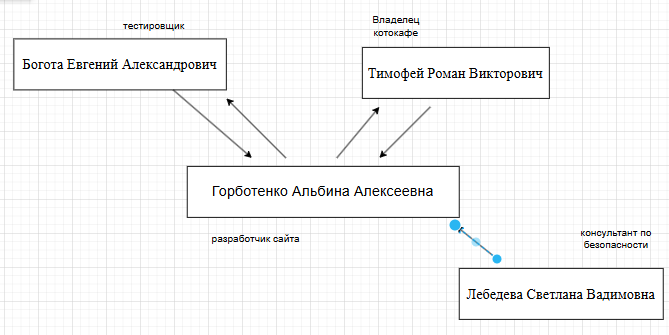 тестировщик
Богота Евгений Александрович
Владелец
котокафе
Тимофей Роман Викторович
Горботенко Альбина Алексеевна
разработчик сайта
консультант по
безопасности
Лебедева Светлана Вадимовна